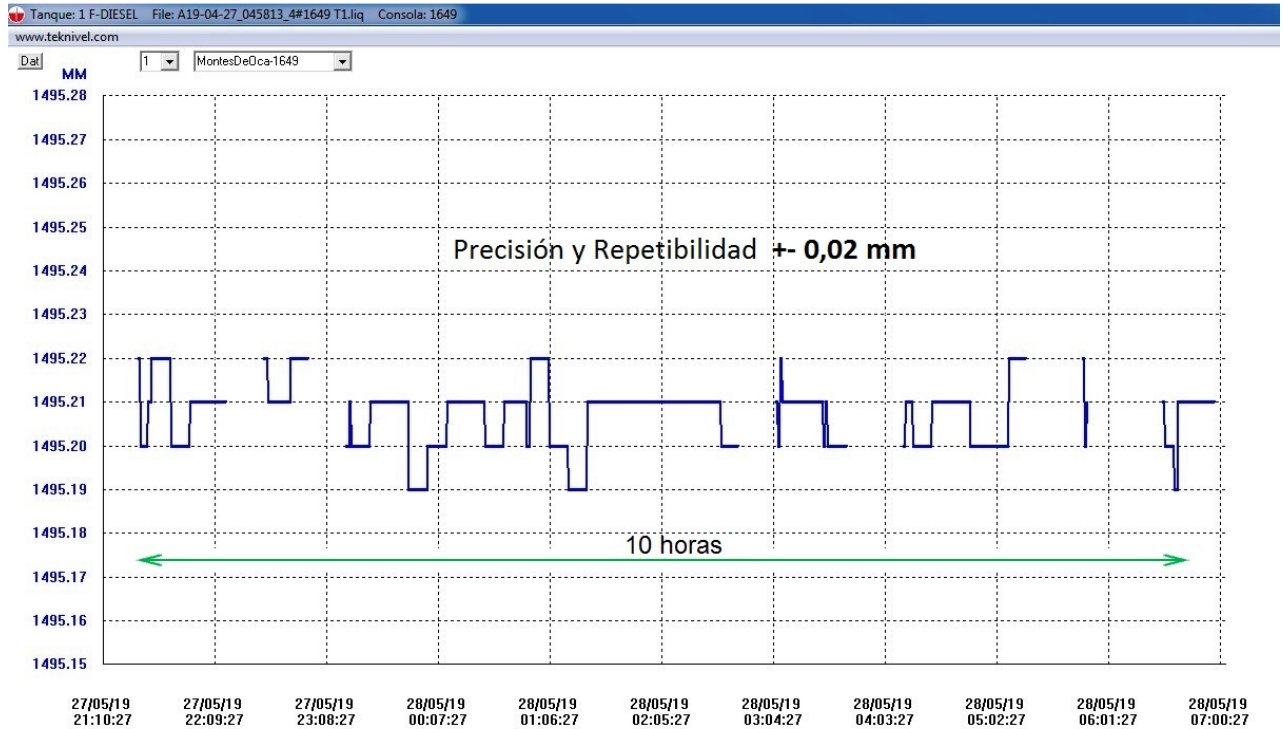 Tanque: 1 F-DIESEL File: A19-04-27_045813_4#1649 T1.liq Consola: 1649
www.teknivel.com
Dat 1 MontesDeOca-1649
MM
1495.28
1495.27
1495.26
1495.25
Precisión y Repetibilidad +- 0,02 mm
1495.24
1495.23
1495.22
1495.21
1495.20
1495.19
1495.18
10 horas
1495.17
1495.16
1495.15
27/05/19 27/05/19 27/05/19 28/05/19 28/05/19 28/05/19 28/05/19 28/05/19 28/05/19 28/05/19 28/05/19
21:10:27 22:09:27 23:08:27 00:07:27 01:06:27 02:05:27 03:04:27 04:03:27 05:02:27 06:01:27 07:00:27